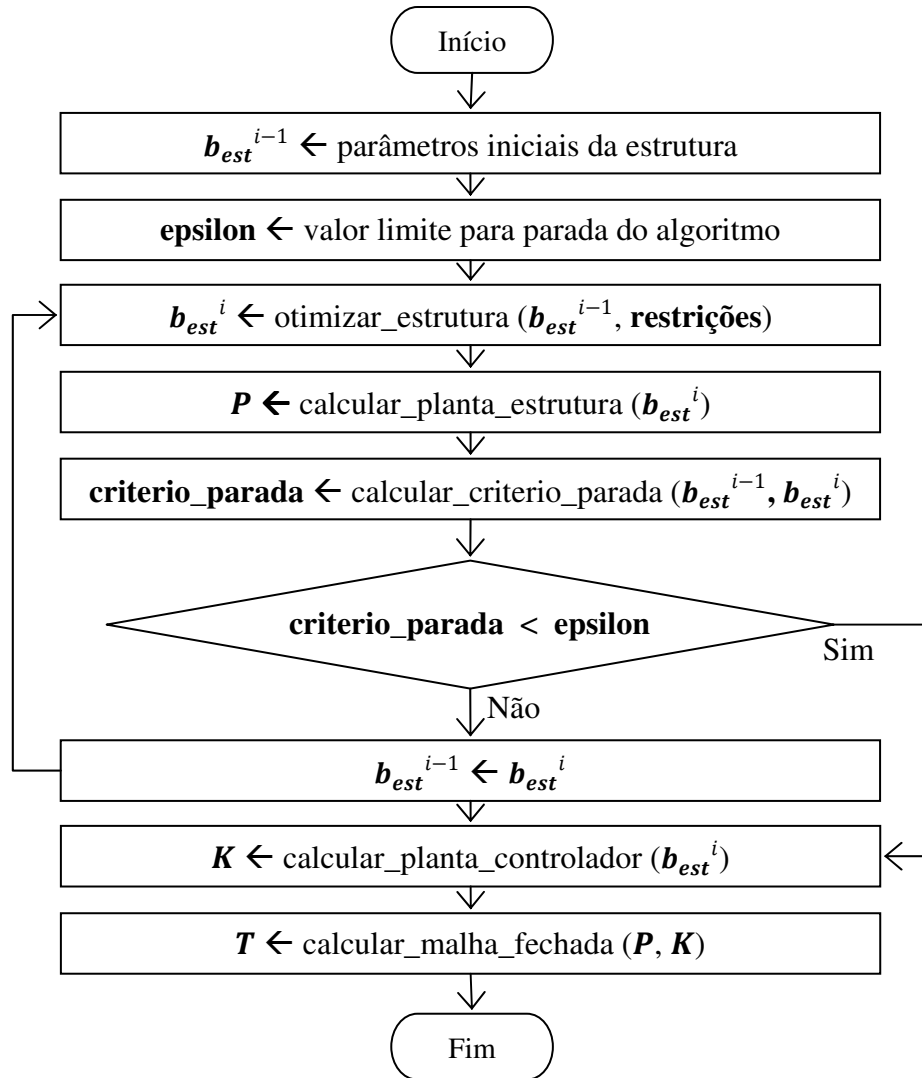 Início
b_est^{i−1} ← parâmetros iniciais da estrutura
epsilon ← valor limite para parada do algoritmo
b_est^i ← otimizar_estrutura (b_est^{i−1}, restrições)
P ← calcular_planta_estrutura (b_est^i)
criterio_parada ← calcular_criterio_parada (b_est^{i−1}, b_est^i)
criterio_parada < epsilon
Sim
Não
b_est^{i−1} ← b_est^i
K ← calcular_planta_controlador (b_est^i)
T ← calcular_malha_fechada (P, K)
Fim